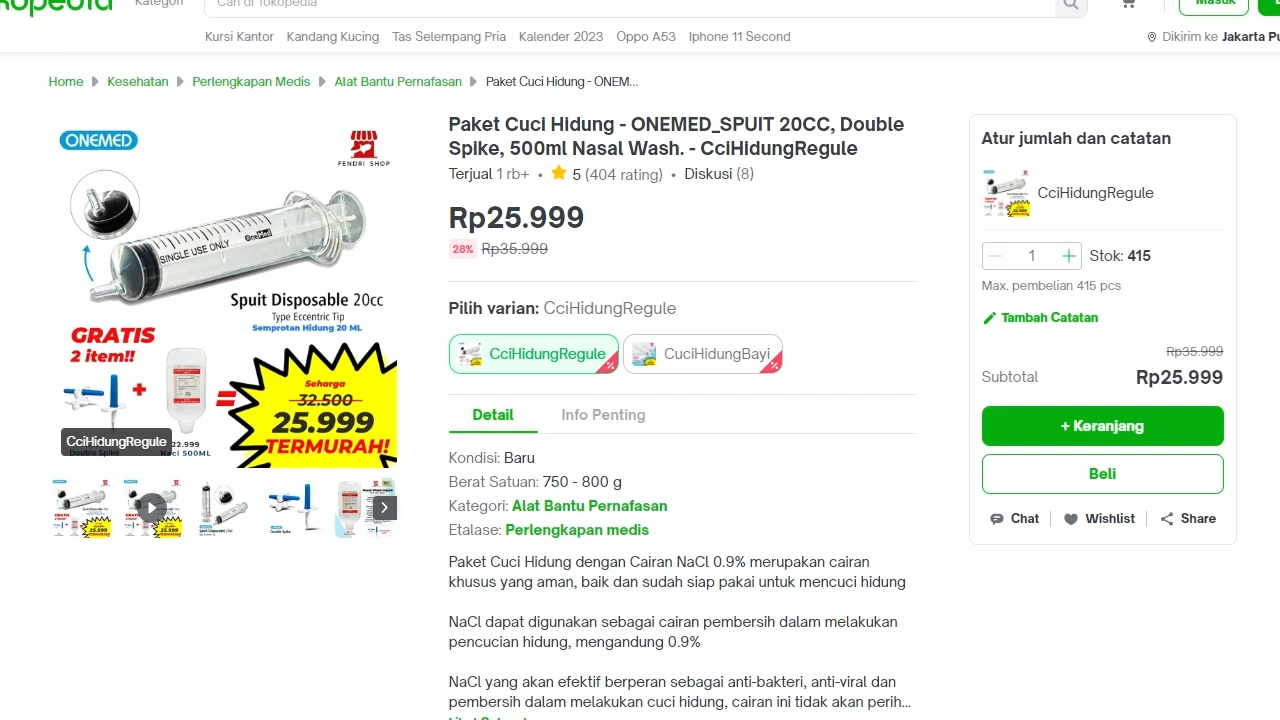 Kategori
Cari di Tokopedia
Masuk
Kursi Kantor Kandang Kucing Tas Selempang Pria Kalender 2023 Oppo A53 Iphone 11 Second
Dikirim ke Jakarta Pu
Home Kesehatan Perlengkapan Medis Alat Bantu Pernafasan Paket Cuci Hidung - ONEM...
ONEMED
FENDRI SHOP
SINGLE USE ONLY OneMed
Spuit Disposable 20cc
Type Eccentric Tip
Semprotan Hidung 20 ML
GRATIS
2 item!!
Seharga
32.500
25.999
TERMURAH!
CciHidungRegule
22.999
Double Spike
Nacl 500ML
Paket Cuci Hidung - ONEMED_SPUIT 20CC, Double
Spike, 500ml Nasal Wash. - CciHidungRegule
Terjual 1 rb+ • 5 (404 rating) • Diskusi (8)
Rp25.999
28% Rp35.999
Pilih varian: CciHidungRegule
CciHidungRegule CuciHidungBayi
Detail Info Penting
Kondisi: Baru
Berat Satuan: 750 - 800 g
Kategori: Alat Bantu Pernafasan
Etalase: Perlengkapan medis
Paket Cuci Hidung dengan Cairan NaCl 0.9% merupakan cairan
khusus yang aman, baik dan sudah siap pakai untuk mencuci hidung
NaCl dapat digunakan sebagai cairan pembersih dalam melakukan
pencucian hidung, mengandung 0.9%
NaCl yang akan efektif berperan sebagai anti-bakteri, anti-viral dan
pembersih dalam melakukan cuci hidung, cairan ini tidak akan perih...
Atur jumlah dan catatan
CciHidungRegule
1 Stok: 415
Max. pembelian 415 pcs
Tambah Catatan
Rp35.999
Subtotal Rp25.999
+ Keranjang
Beli
Chat Wishlist Share